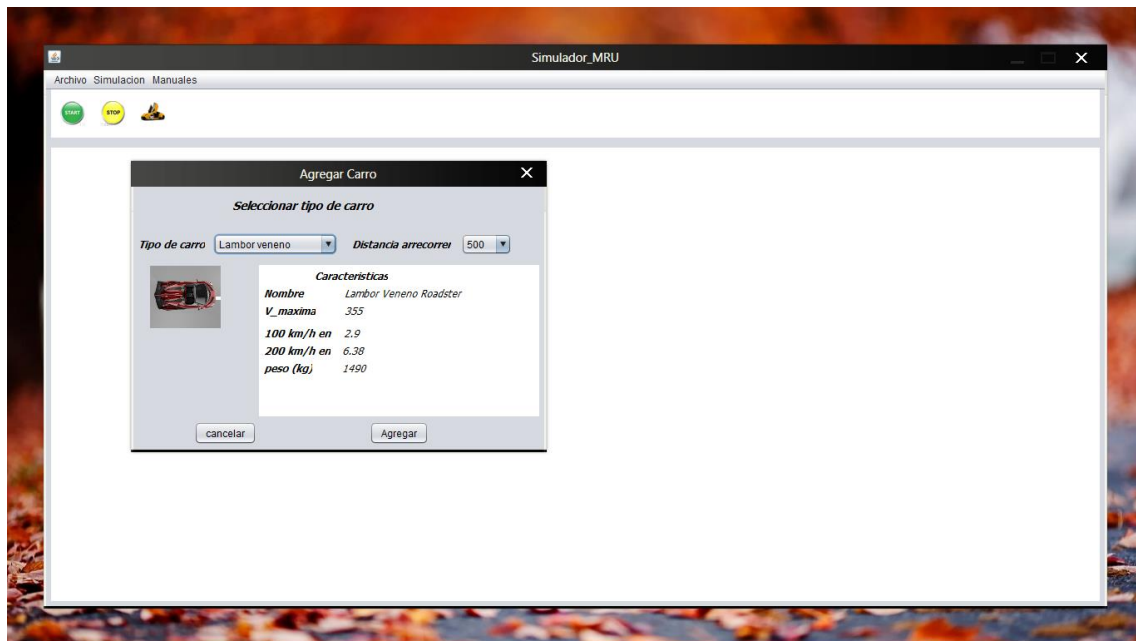 Simulador_MRU
Archivo Simulacion Manuales
START STOP
Agregar Carro
Seleccionar tipo de carro
Tipo de carro Lambor veneno Distancia arrecorrer 500
Caracteristicas
Nombre Lambor Veneno Roadster
V_maxima 355
100 km/h en 2.9
200 km/h en 6.38
peso (kg) 1490
cancelar Agregar